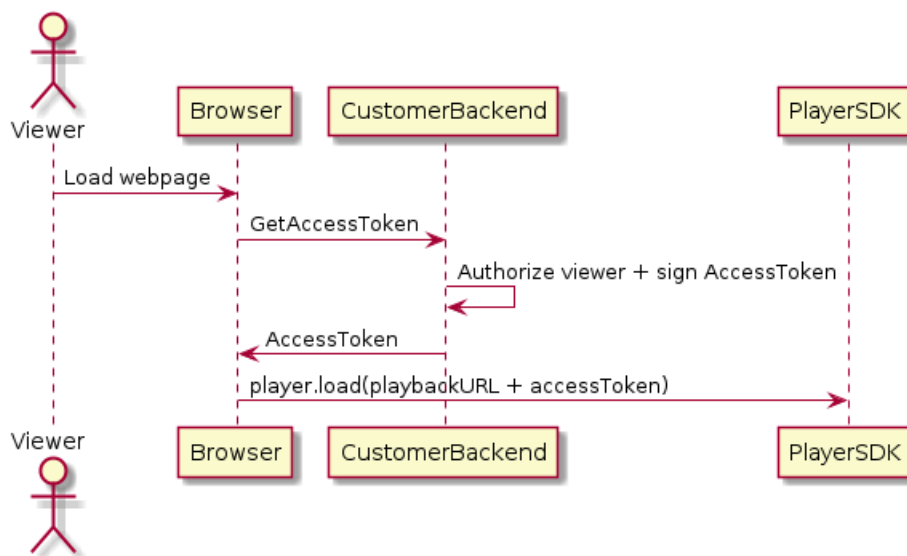 Viewer
Browser
CustomerBackend
PlayerSDK
Load webpage
GetAccessToken
Authorize viewer + sign AccessToken
AccessToken
player.load(playbackURL + accessToken)
Viewer
Browser
CustomerBackend
PlayerSDK